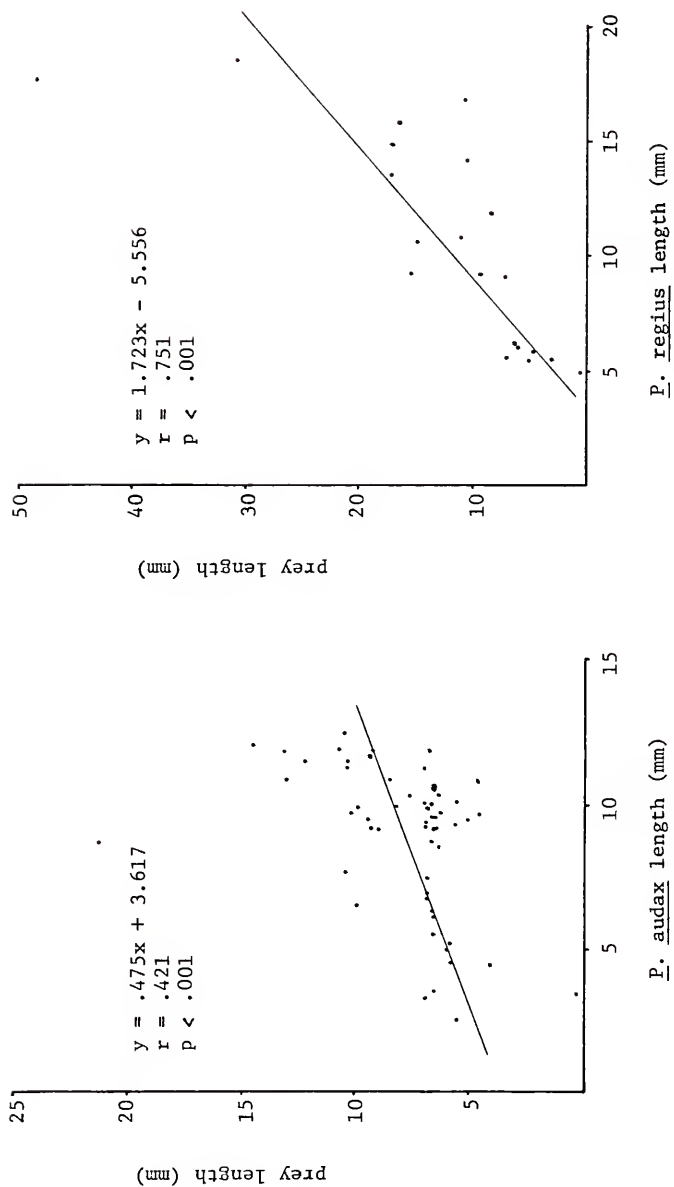 25
20
15
10
5
prey length (mm)
y = .475x + 3.617
r = .421
p < .001
5
10
15
P. audax length (mm)
50
40
30
20
10
prey length (mm)
y = 1.723x - 5.556
r = .751
p < .001
5
10
15
20
P. regius length (mm)